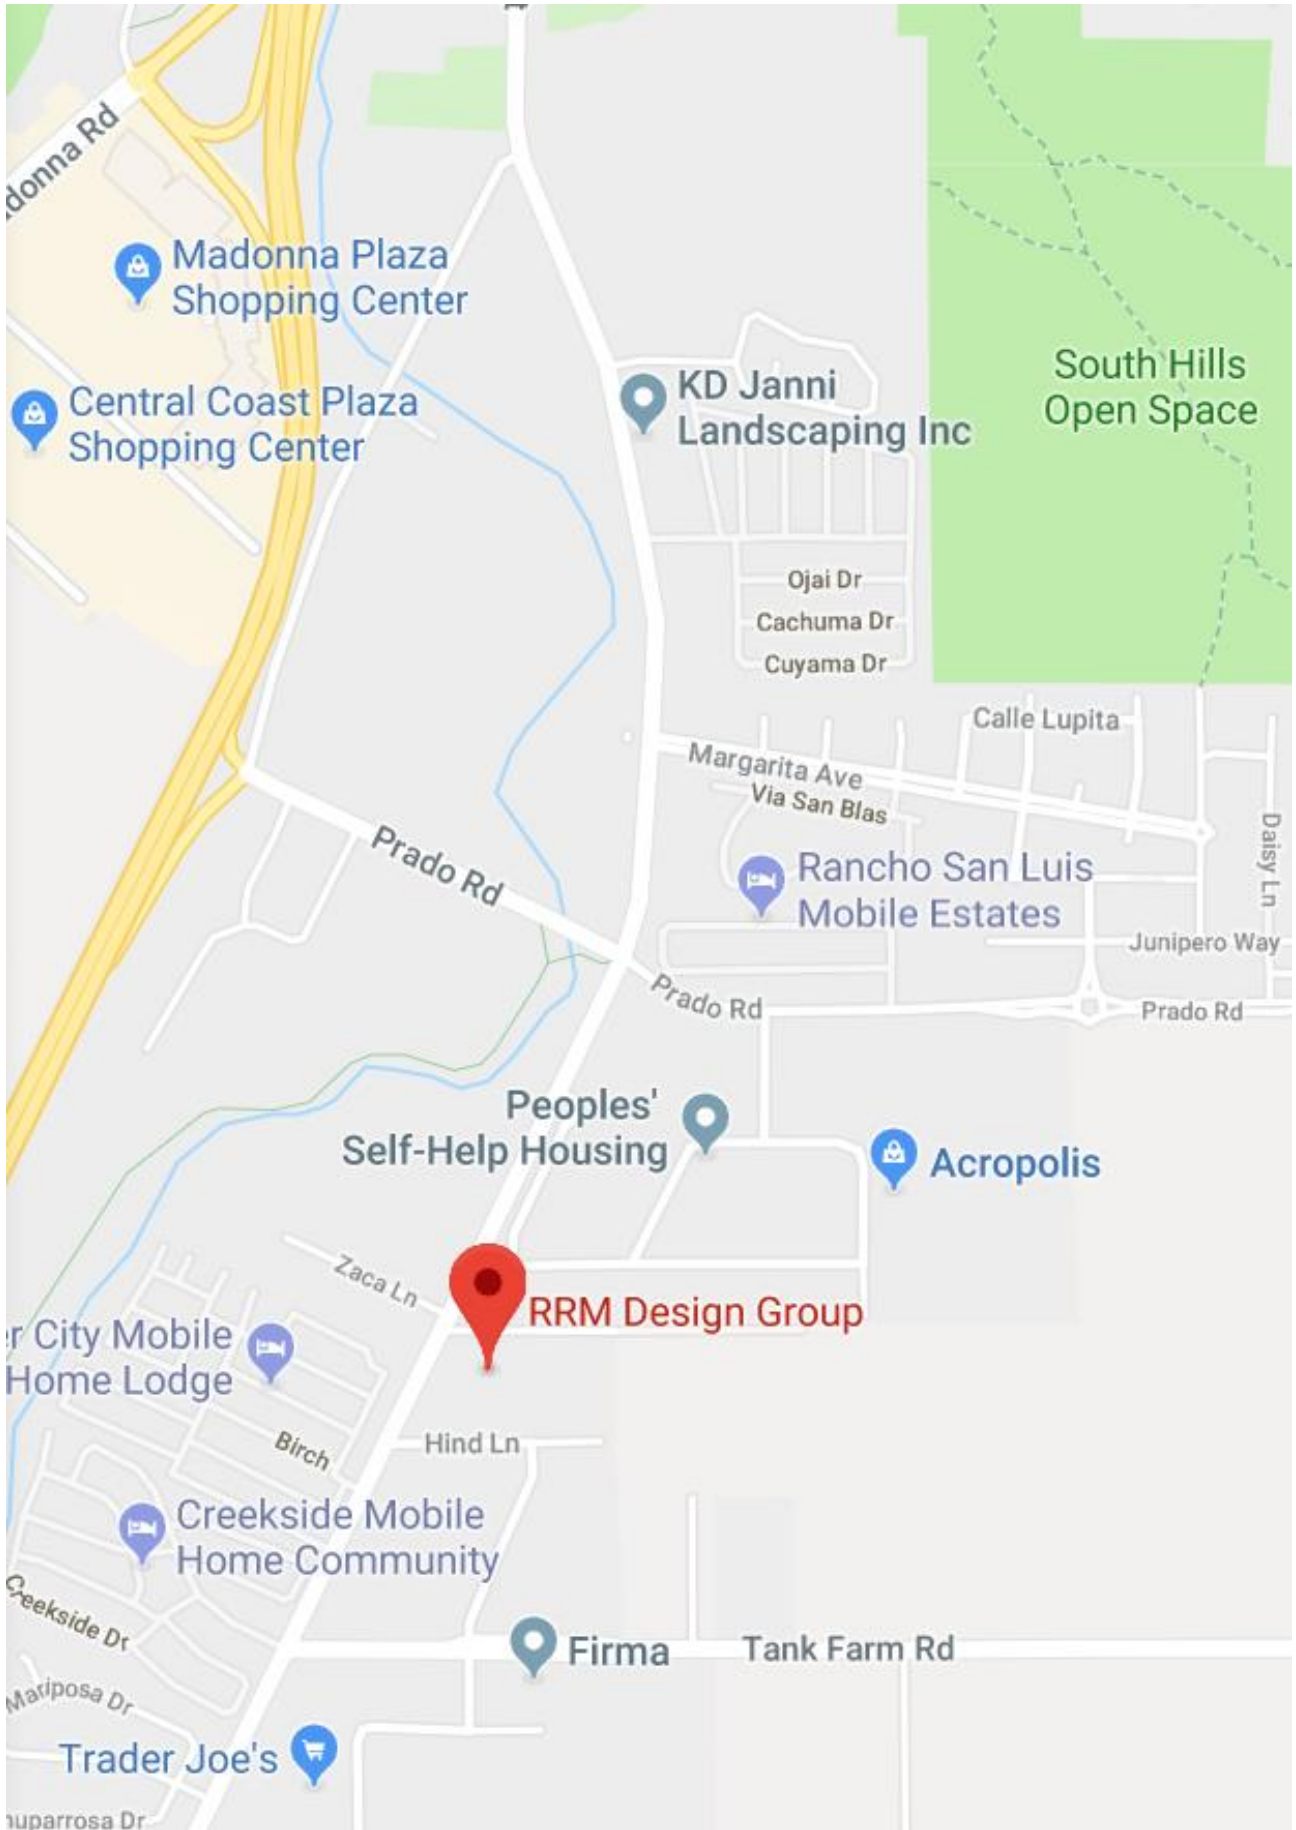 donna Rd
Madonna Plaza
Shopping Center
Central Coast Plaza
Shopping Center
KD Janni
Landscaping Inc
South Hills
Open Space
Ojai Dr
Cachuma Dr
Cuyama Dr
Calle Lupita
Margarita Ave
Via San Blas
Daisy Ln
Prado Rd
Rancho San Luis
Mobile Estates
Junipero Way
Prado Rd
Prado Rd
Peoples'
Self-Help Housing
Acropolis
Zaca Ln
RRM Design Group
er City Mobile
Home Lodge
Birch
Hind Ln
Creekside Mobile
Home Community
Creekside Dr
Firma
Tank Farm Rd
Mariposa Dr
Trader Joe's
huparrosa Dr